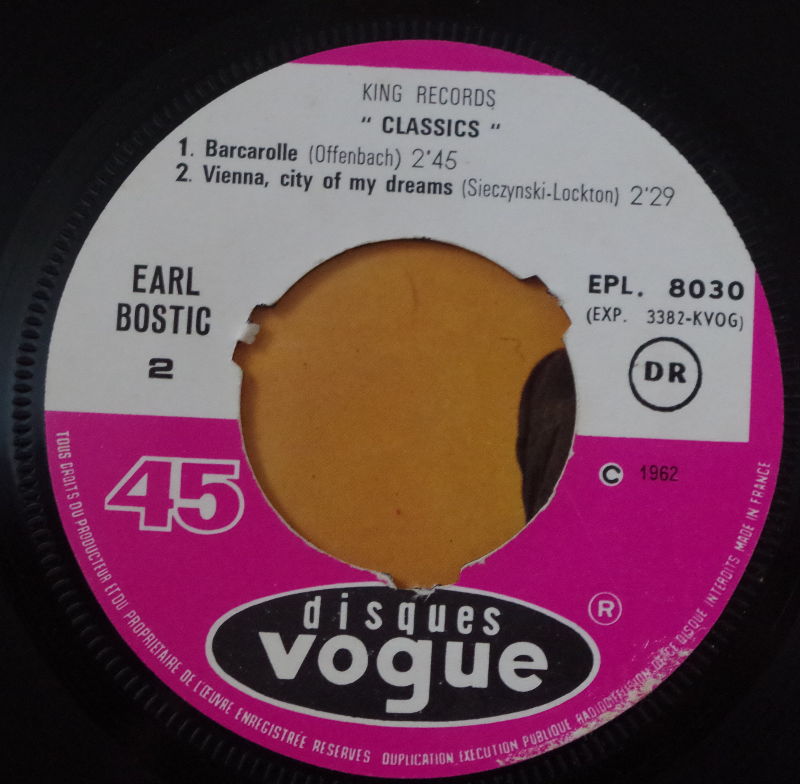 KING RECORDS
" CLASSICS "
1. Barcarolle (Offenbach) 2'45
2. Vienna, city of my dreams (Sieczynski-Lockton) 2'29
EARL
BOSTIC
2
EPL. 8030
(EXP. 3382-KVOG)
DR
45
C 1962
disques
vogue
R
TOUS DROITS DU PRODUCTEUR ET DU PROPRIETAIRE DE L'ŒUVRE ENREGISTRÉE RESERVES DUPLICATION, EXECUTION PUBLIQUE RADIODIFFUSION DE CE DISQUE INTERDITS MADE IN FRANCE